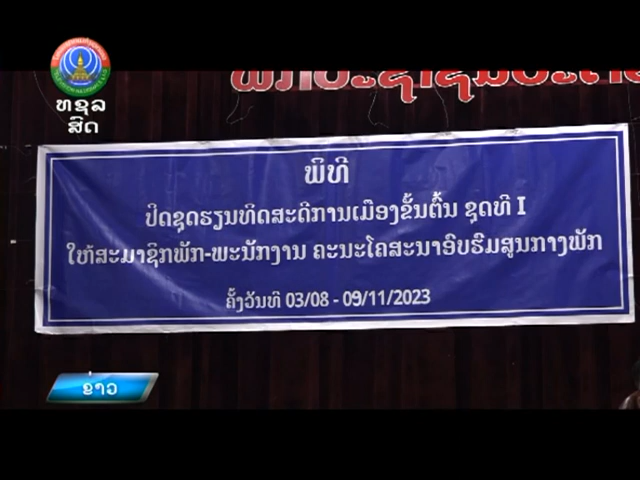 ທຊລ
ສົດ
ພິທີ
ປິດຊຸດຮຽນທິດສະດີການເມືອງຂັ້ນຕົ້ນ ຊຸດທີ I
ໃຫ້ສະມາຊິກພັກ-ພະນັກງານ ຄະນະໂຄສະນາອົບຮົມສູນກາງພັກ
ຄັ້ງວັນທີ 03/08 - 09/11/2023
ຂ່າວ